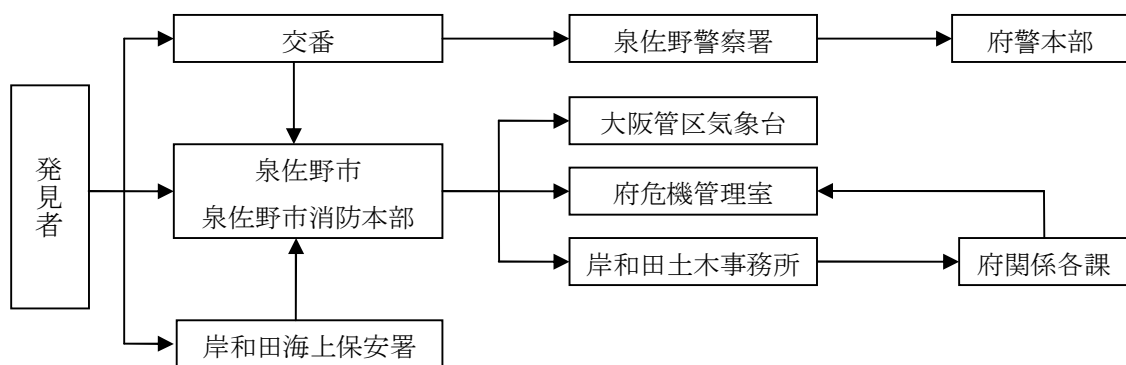 交番
泉佐野警察署
府警本部
発見者
大阪管区気象台
泉佐野市
泉佐野市消防本部
府危機管理室
岸和田土木事務所
府関係各課
岸和田海上保安署